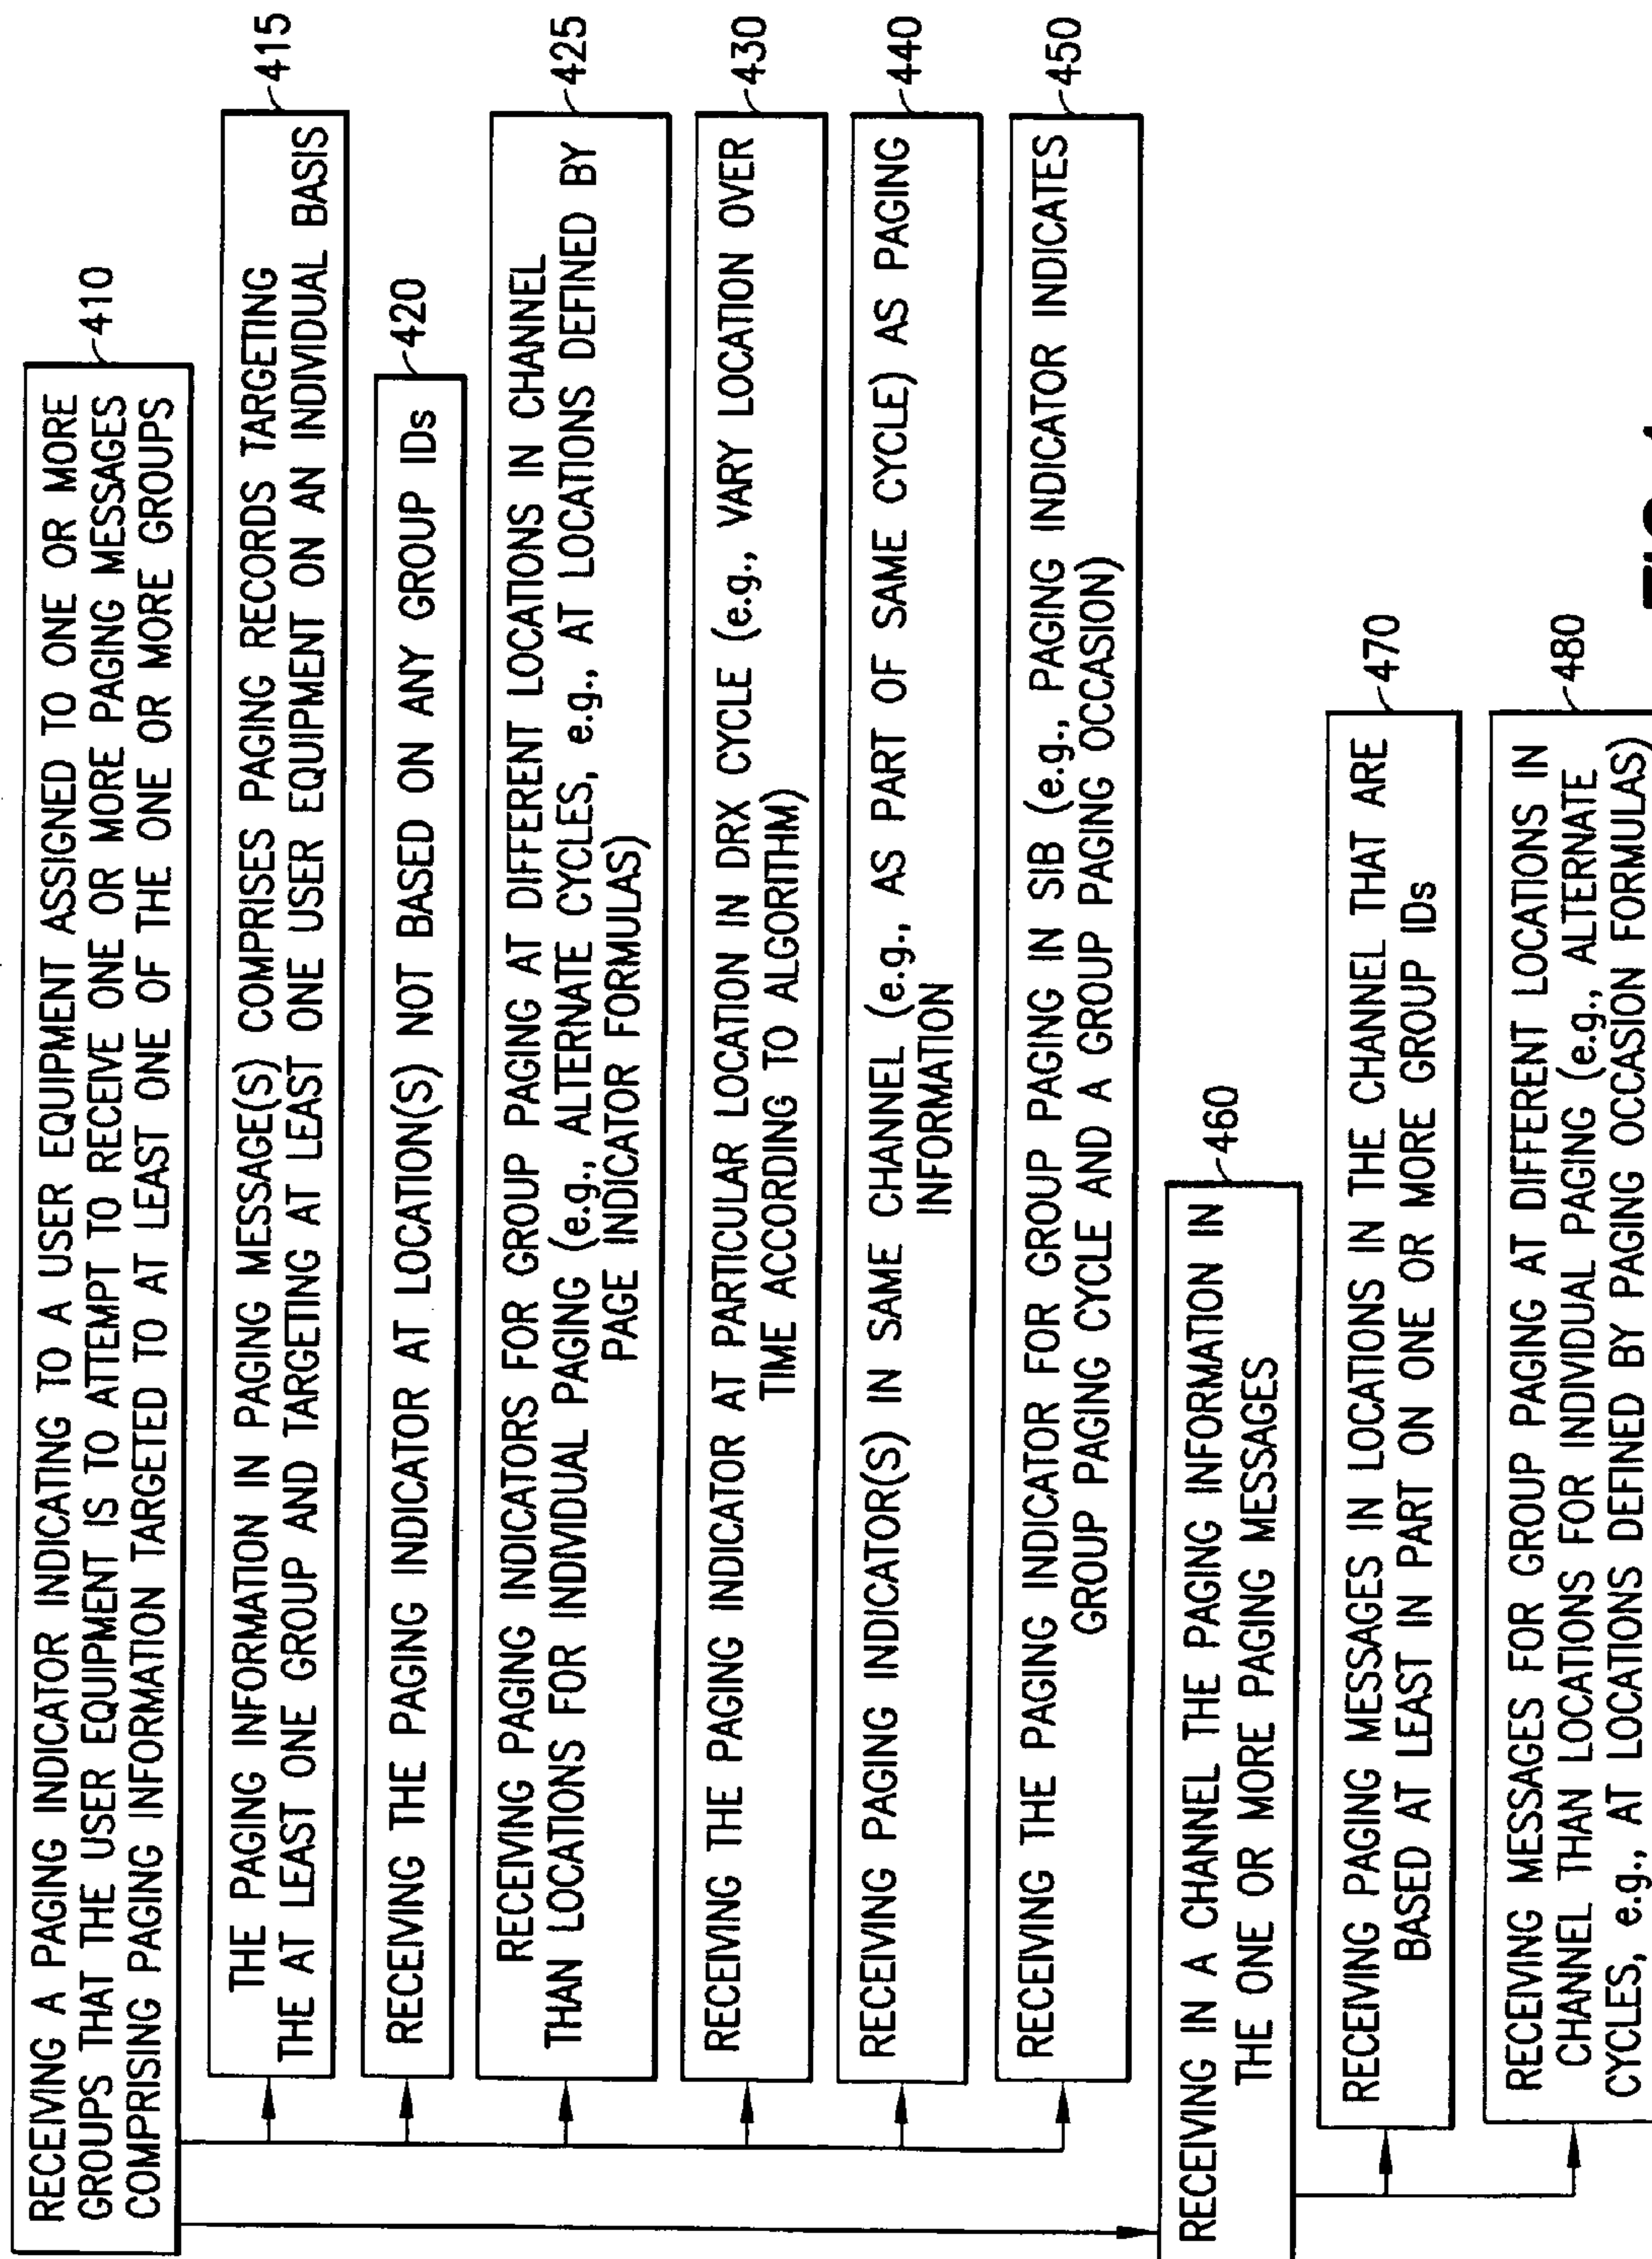 RECEIVING A PAGING INDICATOR INDICATING TO A USER EQUIPMENT ASSIGNED TO ONE OR MORE
GROUPS THAT THE USER EQUIPMENT IS TO ATTEMPT TO RECEIVE ONE OR MORE PAGING MESSAGES
COMPRISING PAGING INFORMATION TARGETED TO AT LEAST ONE OF THE ONE OR MORE GROUPS
410
THE PAGING INFORMATION IN PAGING MESSAGE(S) COMPRISES PAGING RECORDS TARGETING
THE AT LEAST ONE GROUP AND TARGETING AT LEAST ONE USER EQUIPMENT ON AN INDIVIDUAL BASIS
415
RECEIVING THE PAGING INDICATOR AT LOCATION(S) NOT BASED ON ANY GROUP IDs
420
RECEIVING PAGING INDICATORS FOR GROUP PAGING AT DIFFERENT LOCATIONS IN CHANNEL
THAN LOCATIONS FOR INDIVIDUAL PAGING (e.g., ALTERNATE CYCLES, e.g., AT LOCATIONS DEFINED BY
PAGE INDICATOR FORMULAS)
425
RECEIVING THE PAGING INDICATOR AT PARTICULAR LOCATION IN DRX CYCLE (e.g., VARY LOCATION OVER
TIME ACCORDING TO ALGORITHM)
430
RECEIVING PAGING INDICATOR(S) IN SAME CHANNEL (e.g., AS PART OF SAME CYCLE) AS PAGING
INFORMATION
440
RECEIVING THE PAGING INDICATOR FOR GROUP PAGING IN SIB (e.g., PAGING INDICATOR INDICATES
GROUP PAGING CYCLE AND A GROUP PAGING OCCASION)
450
RECEIVING IN A CHANNEL THE PAGING INFORMATION IN
THE ONE OR MORE PAGING MESSAGES
460
RECEIVING PAGING MESSAGES IN LOCATIONS IN THE CHANNEL THAT ARE
BASED AT LEAST IN PART ON ONE OR MORE GROUP IDs
470
RECEIVING MESSAGES FOR GROUP PAGING AT DIFFERENT LOCATIONS IN
CHANNEL THAN LOCATIONS FOR INDIVIDUAL PAGING (e.g., ALTERNATE
CYCLES, e.g., AT LOCATIONS DEFINED BY PAGING OCCASION FORMULAS)
480